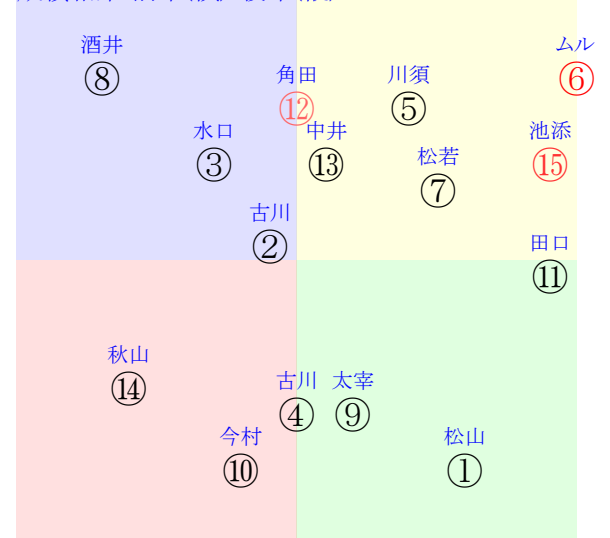 酒井
⑧
ムル
⑥
角田
⑫
川須
⑤
水口
③
中井
⑬
松若
⑦
池添
⑮
古川
②
田口
⑪
秋山
⑭
古川
④
太宰
⑨
今村
⑩
松山
①